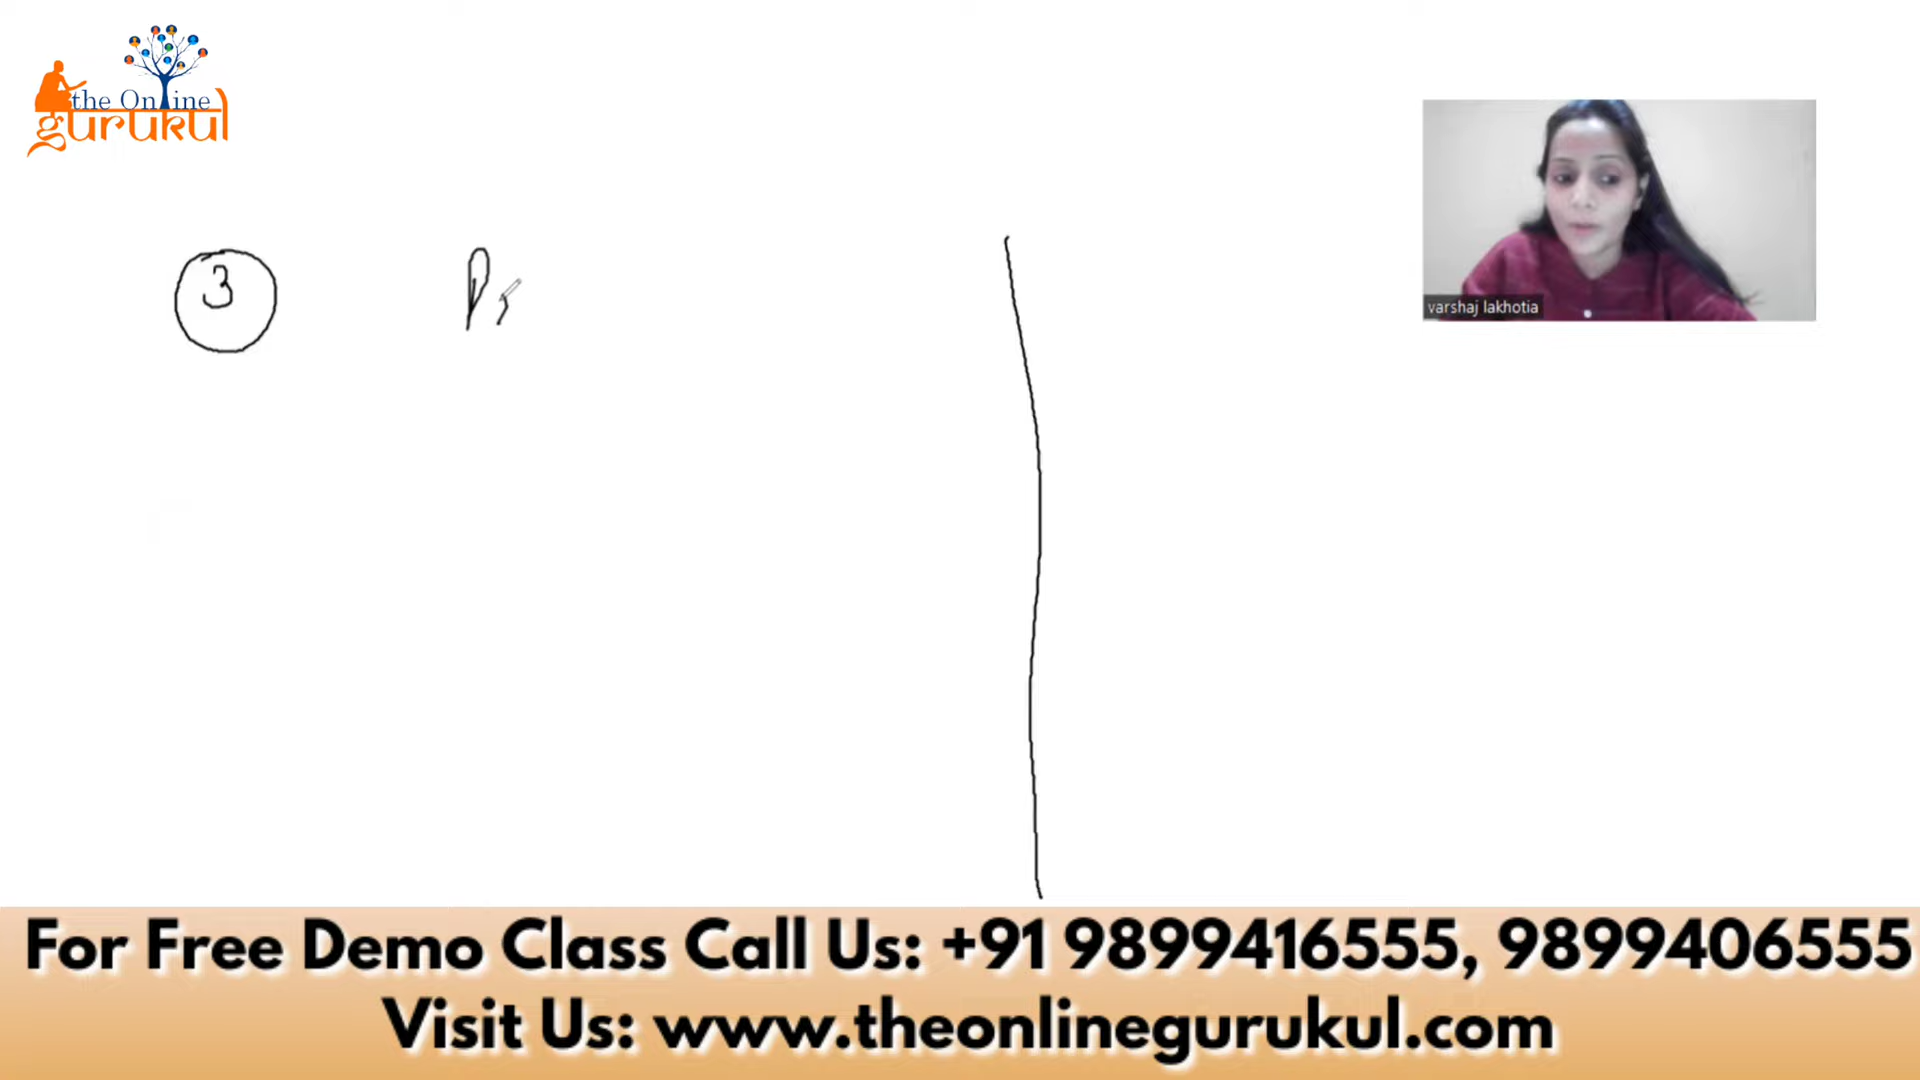 the Online
gurukul
3 Pr
varshaj lakhotia
For Free Demo Class Call Us: +91 9899416555, 9899406555
Visit Us: www.theonlinegurukul.com